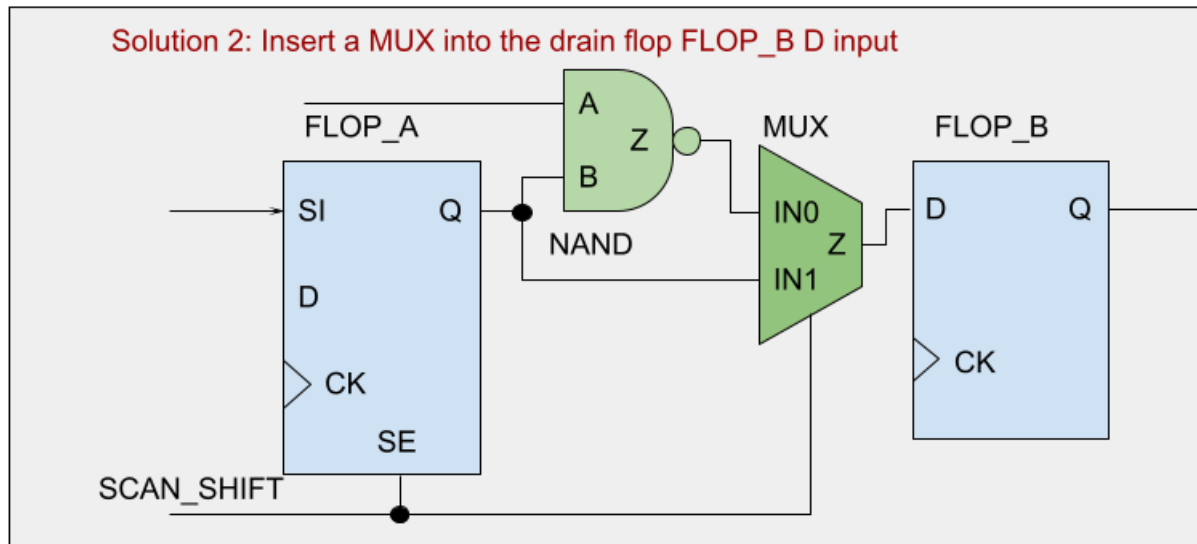 Solution 2: Insert a MUX into the drain flop FLOP_B D input
A
FLOP_A
Z
MUX
FLOP_B
B
SI
Q
NAND
IN0
Z
IN1
D
Q
D
CK
CK
SE
SCAN_SHIFT